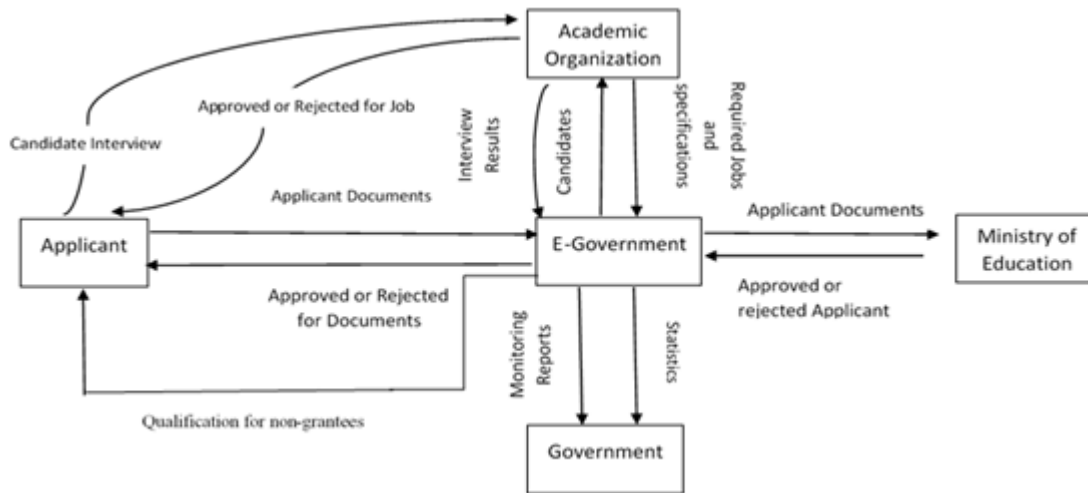 Academic
Organization
Approved or Rejected for Job
Candidate Interview
Interview
Results
Candidates
Required Jobs
and
specifications
Applicant Documents
Applicant Documents
Applicant
E-Government
Ministry of
Education
Approved or Rejected
for Documents
Approved or
rejected Applicant
Monitoring
Reports
Statistics
Qualification for non-grantees
Government